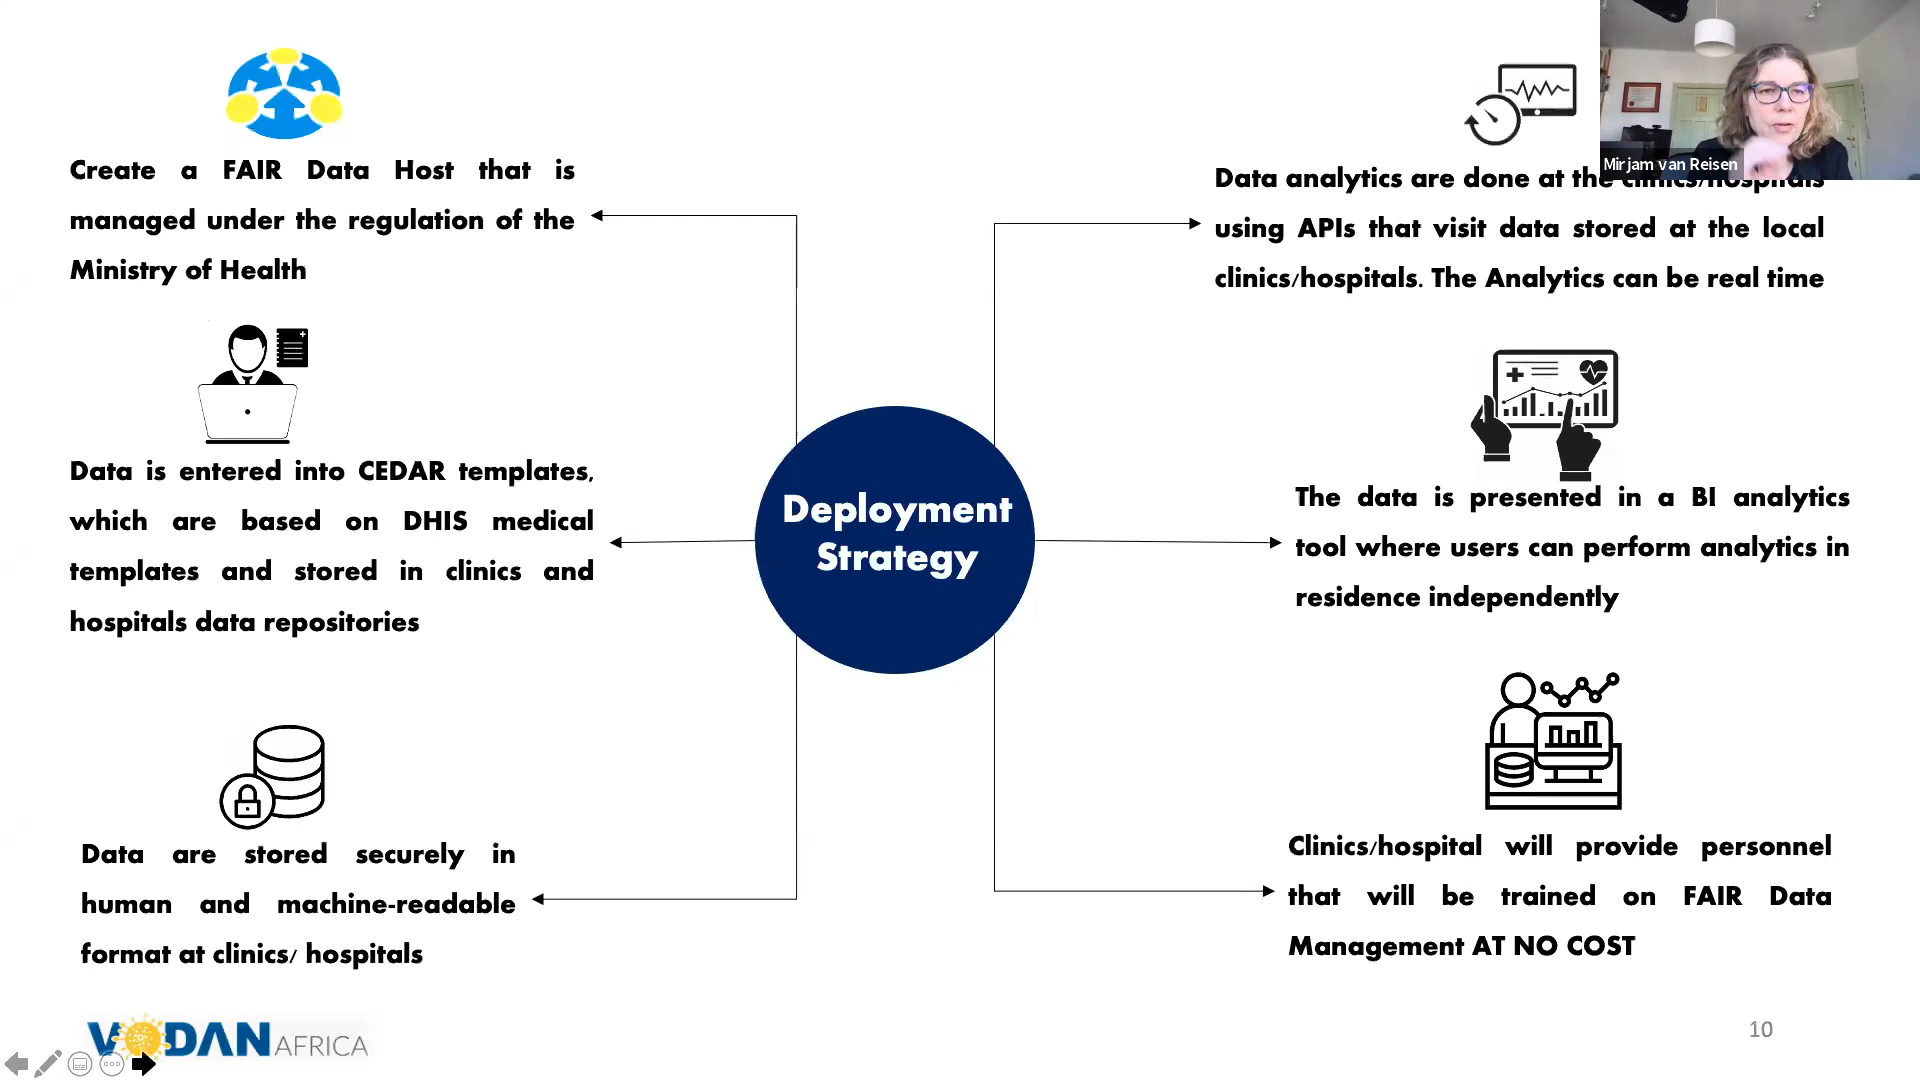 Create a FAIR Data Host that is
managed under the regulation of the
Ministry of Health
Data is entered into CEDAR templates,
which are based on DHIS medical
templates and stored in clinics and
hospitals data repositories
Data are stored securely in
human and machine-readable
format at clinics/ hospitals
Deployment
Strategy
Mirjam van Reisen
Data analytics are done at the clinics/hospitals
using APIs that visit data stored at the local
clinics/hospitals. The Analytics can be real time
The data is presented in a BI analytics
tool where users can perform analytics in
residence independently
Clinics/hospital will provide personnel
that will be trained on FAIR Data
Management AT NO COST
VODAN AFRICA
10